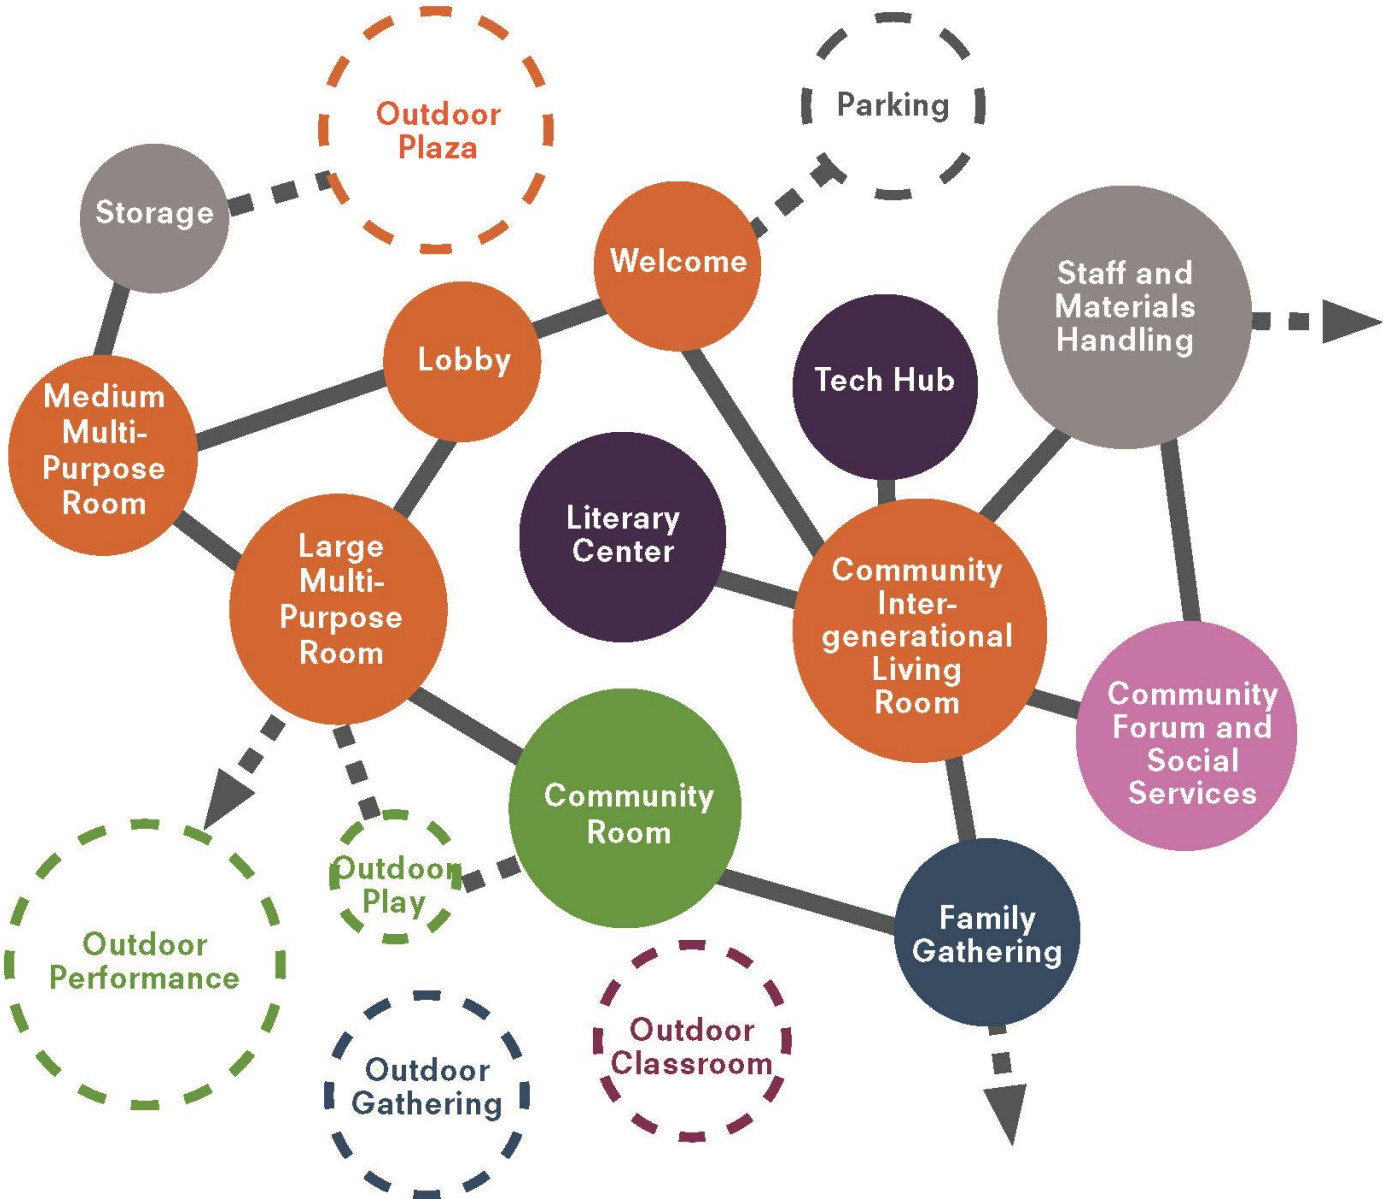 Outdoor
Plaza
Parking
Storage
Welcome
Staff and
Materials
Handling
Lobby
Tech Hub
Medium
Multi-
Purpose
Room
Literary
Center
Large
Multi-
Purpose
Room
Community
Inter-
generational
Living
Room
Community
Forum and
Social
Services
Community
Room
Outdoor
Play
Family
Gathering
Outdoor
Performance
Outdoor
Classroom
Outdoor
Gathering